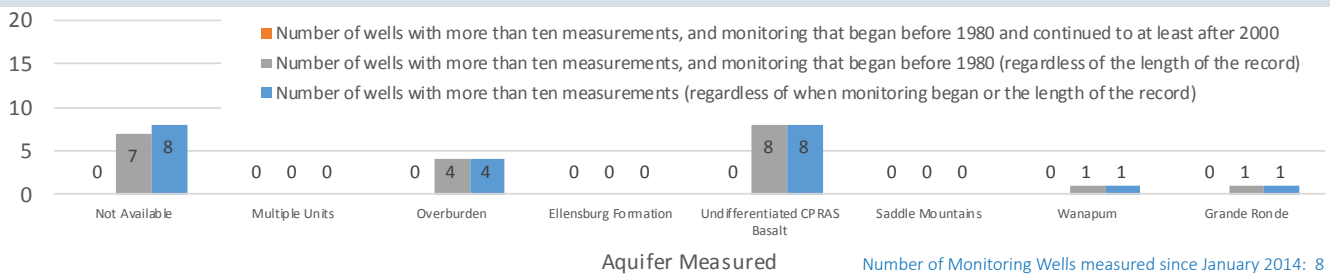 20
15
10
5
0
Number of wells with more than ten measurements, and monitoring that began before 1980 and continued to at least after 2000
Number of wells with more than ten measurements, and monitoring that began before 1980 (regardless of the length of the record)
Number of wells with more than ten measurements (regardless of when monitoring began or the length of the record)
0 7 8 0 0 0 0 4 4 0 0 0 0 8 8 0 0 0 0 1 1 0 1 1
Not Available Multiple Units Overburden Ellensburg Formation Undifferentiated CPRAS Saddle Mountains Wanapum Grande Ronde
Basalt
Aquifer Measured
Number of Monitoring Wells measured since January 2014: 8